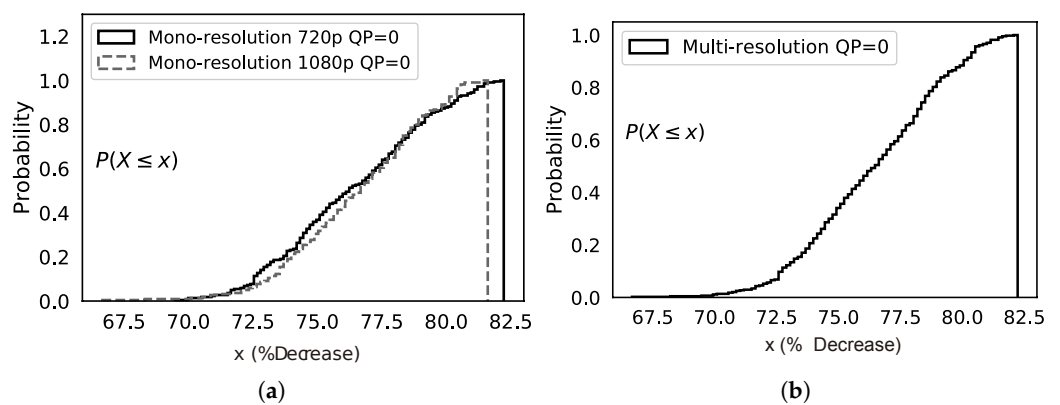 Mono-resolution 720p QP=0
Mono-resolution 1080p QP=0
P(X ≤ x)
Probability
1.2
1.0
0.8
0.6
0.4
0.2
0.0
67.5 70.0 72.5 75.0 77.5 80.0 82.5
x (%Decrease)
(a)
Multi-resolution QP=0
P(X ≤ x)
Probability
1.0
0.8
0.6
0.4
0.2
0.0
67.5 70.0 72.5 75.0 77.5 80.0 82.5
x (% Decrease)
(b)